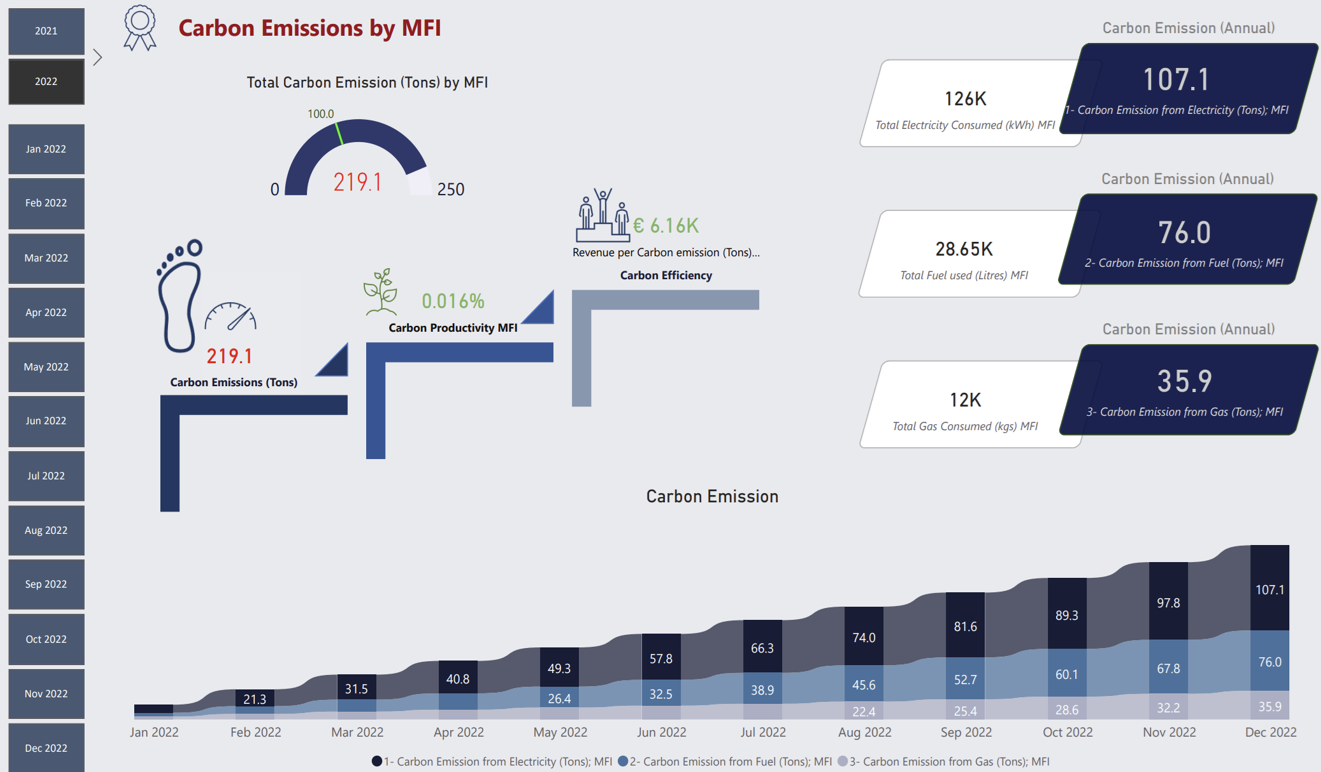 2021
2022
Jan 2022
Feb 2022
Mar 2022
Apr 2022
May 2022
Jun 2022
Jul 2022
Aug 2022
Sep 2022
Oct 2022
Nov 2022
Dec 2022
Carbon Emissions by MFI
Total Carbon Emission (Tons) by MFI
100.0
0
219.1
250
219.1
Carbon Emissions (Tons)
0.016%
Carbon Productivity MFI
€ 6.16K
Revenue per Carbon emission (Tons)...
Carbon Efficiency
Carbon Emission (Annual)
126K
Total Electricity Consumed (kWh) MFI
107.1
1- Carbon Emission from Electricity (Tons); MFI
Carbon Emission (Annual)
28.65K
Total Fuel used (Litres) MFI
76.0
2- Carbon Emission from Fuel (Tons); MFI
Carbon Emission (Annual)
12K
Total Gas Consumed (kgs) MFI
35.9
3- Carbon Emission from Gas (Tons); MFI
Carbon Emission
21.3 31.5 40.8 49.3 57.8 66.3 74.0 81.6 89.3 97.8 107.1
26.4 32.5 38.9 45.6 52.7 60.1 67.8 76.0
22.4 25.4 28.6 32.2 35.9
Jan 2022 Feb 2022 Mar 2022 Apr 2022 May 2022 Jun 2022 Jul 2022 Aug 2022 Sep 2022 Oct 2022 Nov 2022 Dec 2022
1- Carbon Emission from Electricity (Tons); MFI 2- Carbon Emission from Fuel (Tons); MFI 3- Carbon Emission from Gas (Tons); MFI